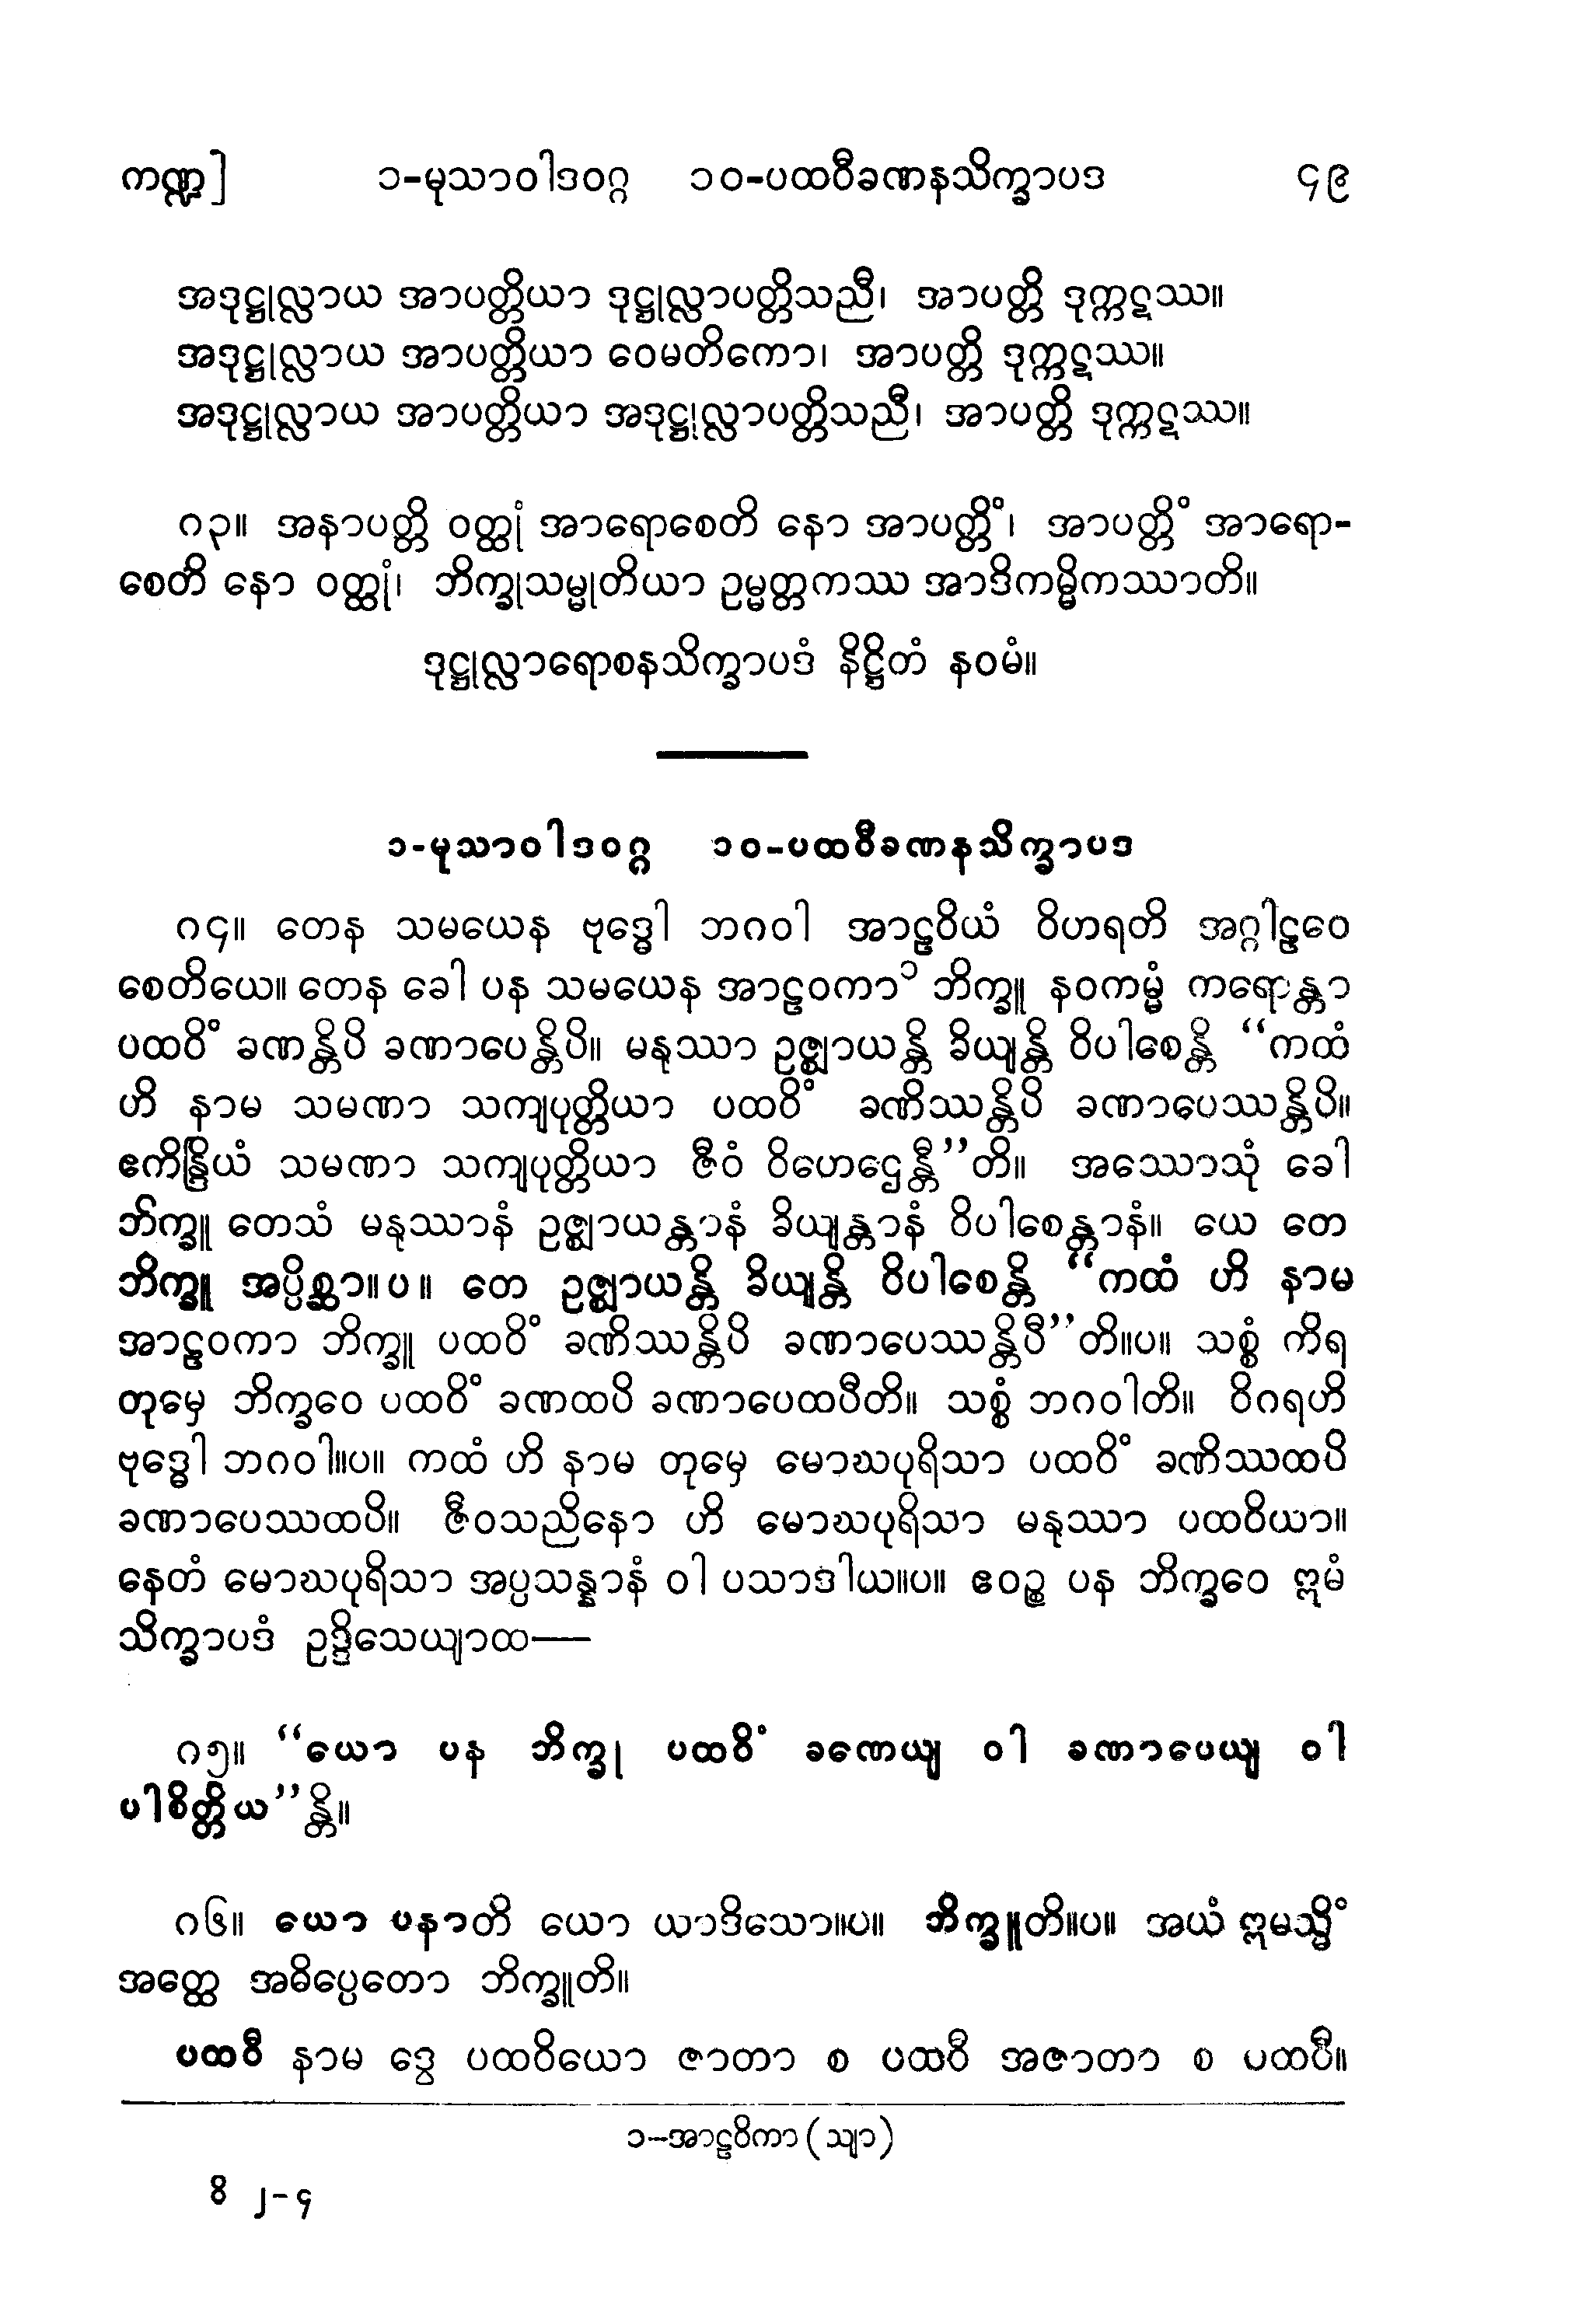 ကဏ္ဍ] ၁-မုသာဝါဒဝဂ္ဂ ၁၀-ပထဝီခဏနသိက္ခာပဒ ၄၉
အဒုဋ္ဌုလ္လာယ အာပတ္တိယာ ဒုဋ္ဌုလ္လာပတ္တိသညီ၊ အာပတ္တိ ဒုက္ကဋဿ။
အဒုဋ္ဌုလ္လာယ အာပတ္တိယာ ဝေမတိကော၊ အာပတ္တိ ဒုက္ကဋဿ။
အဒုဋ္ဌုလ္လာယ အာပတ္တိယာ အဒုဋ္ဌုလ္လာပတ္တိသညီ၊ အာပတ္တိ ဒုက္ကဋဿ။
၈၃။ အနာပတ္တိ ဝတ္ထုံ အာရောစေတိ နော အာပတ္တိံ၊ အာပတ္တိံ အာရော-
စေတိ နော ဝတ္ထုံ၊ ဘိက္ခုသမ္မုတိယာ ဥမ္မတ္တကဿ အာဒိကမ္မိကဿာတိ။
ဒုဋ္ဌုလ္လာရောစနသိက္ခာပဒံ နိဋ္ဌိတံ နဝမံ။
၁-မုသာဝါဒဝဂ္ဂ ၁၀-ပထဝီခဏနသိက္ခာပဒ
၈၄။ တေန သမယေန ဗုဒ္ဓေါ ဘဂဝါ အာဠဝိယံ ဝိဟရတိ အဂ္ဂါဠဝေ
စေတိယေ။ တေန ခေါ ပန သမယေန အာဠဝကာ ၁ ဘိက္ခူ နဝကမ္မံ ကရောန္တာ
ပထဝိံ ခဏန္တိပိ ခဏာပေန္တိပိ။ မနုဿာ ဥဇ္ဈာယန္တိ ခိယျန္တိ ဝိပါစေန္တိ “ကထံ
ဟိ နာမ သမဏာ သကျပုတ္တိယာ ပထဝိံ ခဏိဿန္တိပိ ခဏာပေဿန္တိပိ။
ဧကိန္ဒြိယံ သမဏာ သကျပုတ္တိယာ ဇီဝံ ဝိဟေဌေန္တီ”တိ။ အဿောသုံ ခေါ
ဘိက္ခူ တေသံ မနုဿာနံ ဥဇ္ဈာယန္တာနံ ခိယျန္တာနံ ဝိပါစေန္တာနံ။ ယေ တေ
ဘိက္ခူ အပ္ပိစ္ဆာ။ပ။ တေ ဥဇ္ဈာယန္တိ ခိယျန္တိ ဝိပါစေန္တိ “ကထံ ဟိ နာမ
အာဠဝကာ ဘိက္ခူ ပထဝိံ ခဏိဿန္တိပိ ခဏာပေဿန္တိပီ”တိ။ပ။ သစ္စံ ကိရ
တုမှေ ဘိက္ခဝေ ပထဝိံ ခဏထပိ ခဏာပေထပီတိ။ သစ္စံ ဘဂဝါတိ။ ဝိဂရဟိ
ဗုဒ္ဓေါ ဘဂဝါ။ပ။ ကထံ ဟိ နာမ တုမှေ မောဃပုရိသာ ပထဝိံ ခဏိဿထပိ
ခဏာပေဿထပိ။ ဇီဝသညိနော ဟိ မောဃပုရိသာ မနုဿာ ပထဝိယာ။
နေတံ မောဃပုရိသာ အပ္ပသန္နာနံ ဝါ ပသာဒါယ။ပ။ ဧဝဉ္စ ပန ဘိက္ခဝေ ဣမံ
သိက္ခာပဒံ ဥဒ္ဒိသေယျာထ—
၈၅။ “ယော ပန ဘိက္ခု ပထဝိံ ခဏေယျ ဝါ ခဏာပေယျ ဝါ
ပါစိတ္တိယ”န္တိ။
၈၆။ ယော ပနာတိ ယော ယာဒိသော။ပ။ ဘိက္ခူတိ။ပ။ အယံ ဣမသ္မိံ
အတ္ထေ အဓိပ္ပေတော ဘိက္ခူတိ။
ပထဝီ နာမ ဒွေ ပထဝိယော ဇာတာ စ ပထဝီ အဇာတာ စ ပထဝီ။
၁--အာဠဝိကာ (သျာ)
ဝိ ၂-၄